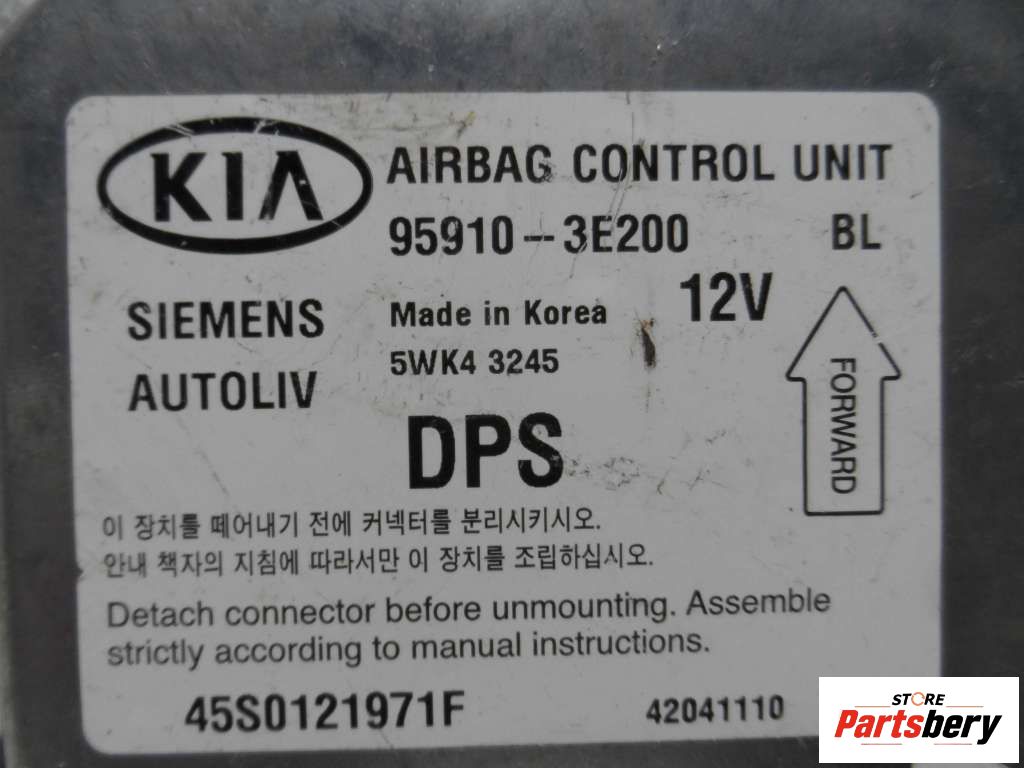 KIA AIRBAG CONTROL UNIT
95910-3E200 BL
SIEMENS Made in Korea 12V
AUTOLIV 5WK4 3245
FORWARD
DPS
이 장치를 떼어내기 전에 커넥터를 분리시키시오.
안내 책자의 지침에 따라서만 이 장치를 조립하십시오.
Detach connector before unmounting. Assemble
strictly according to manual instructions.
45S0121971F 42041110
STORE
Partsbery